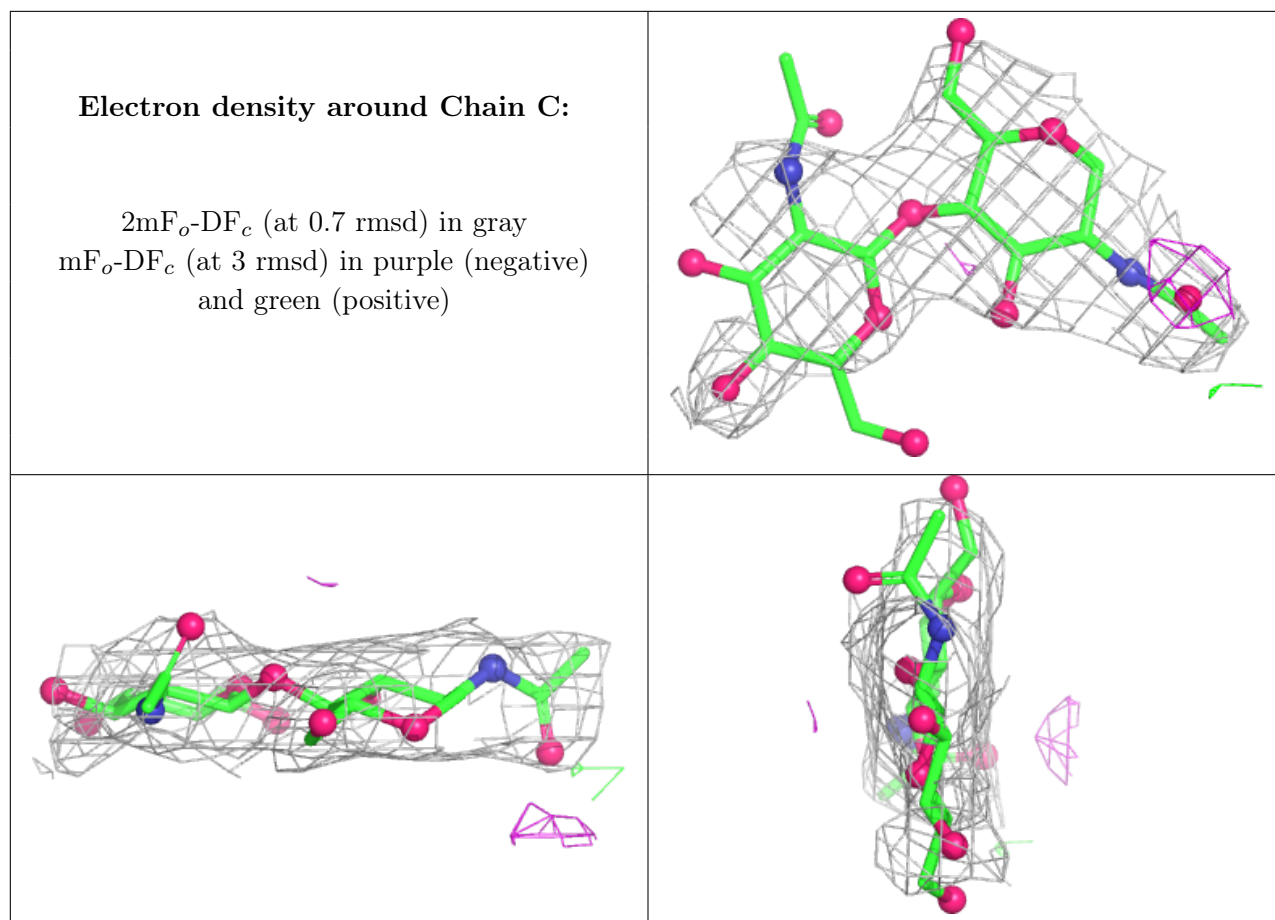 Electron density around Chain C:
2mFo-DFc (at 0.7 rmsd) in gray
mFo-DFc (at 3 rmsd) in purple (negative)
and green (positive)